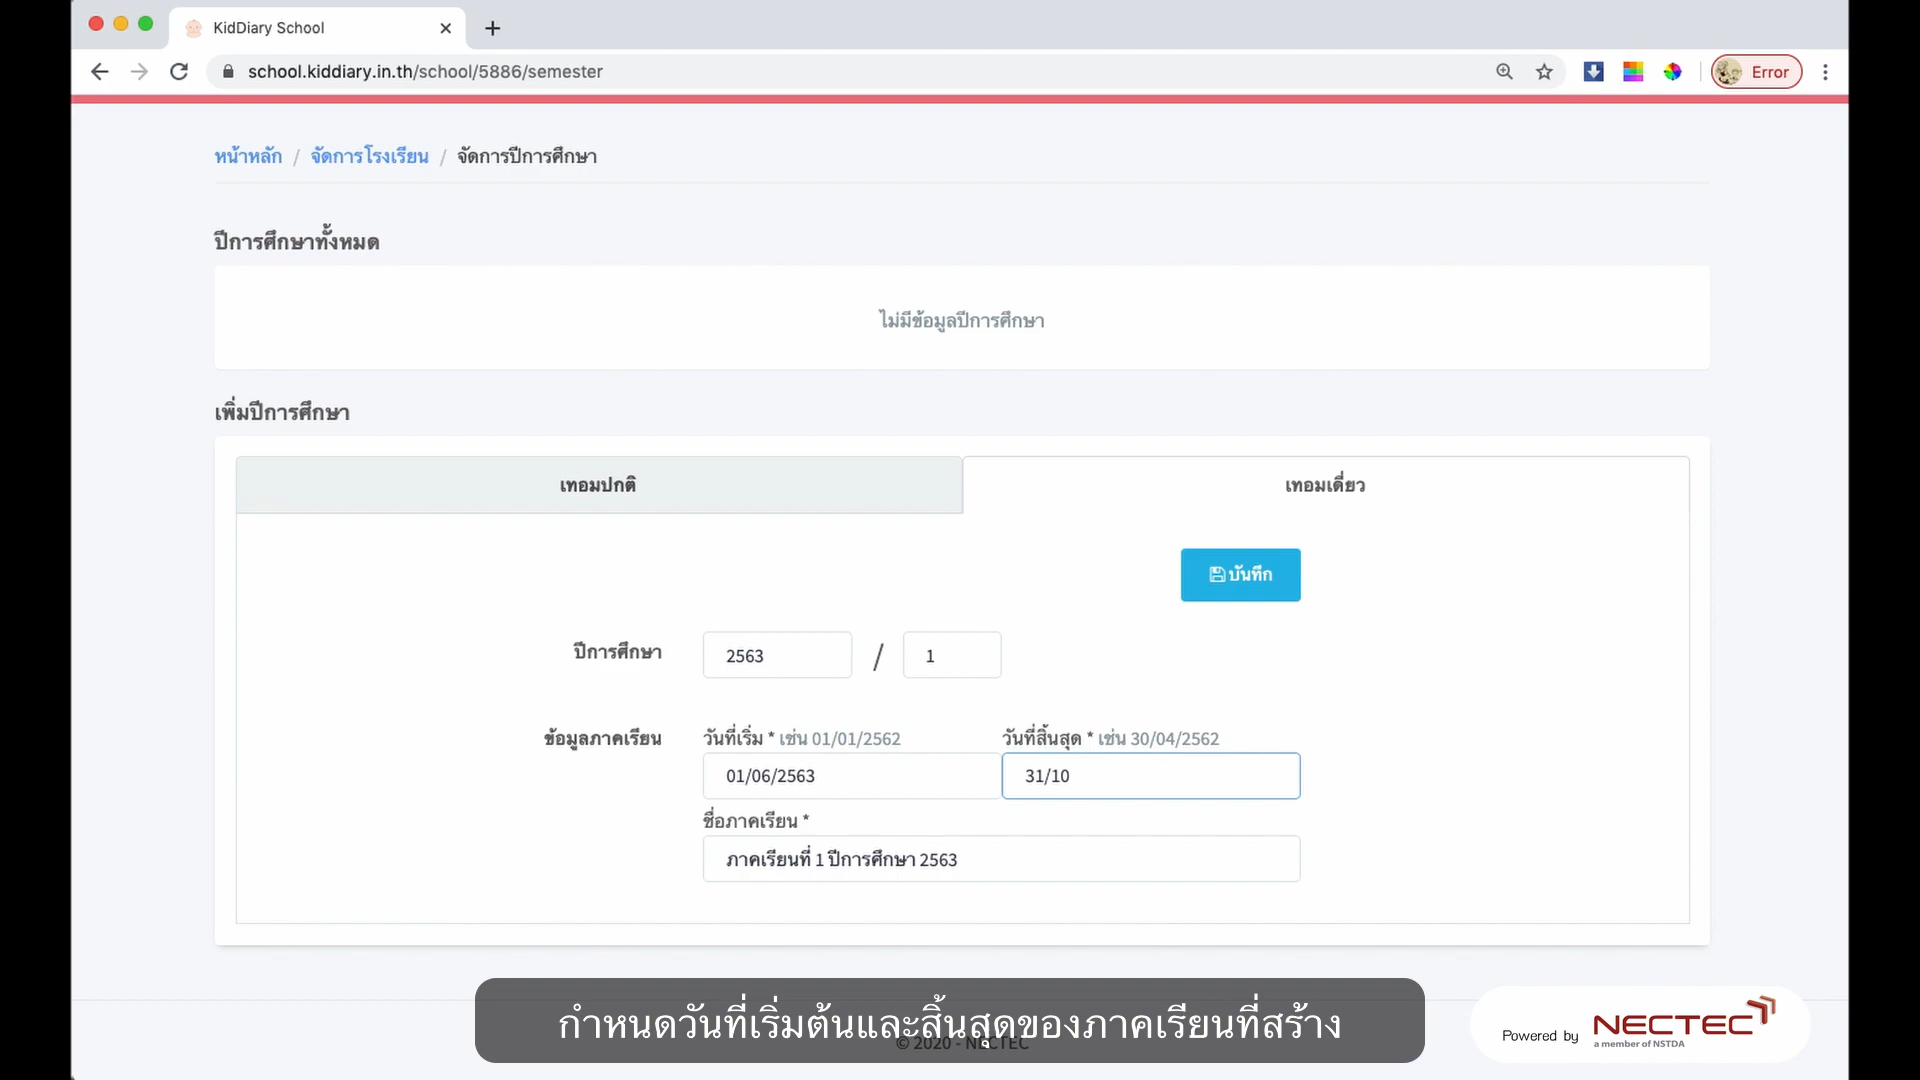 KidDiary School
school.kiddiary.in.th/school/5886/semester
Error
หน้าหลัก / จัดการโรงเรียน / จัดการปีการศึกษา
ปีการศึกษาทั้งหมด
ไม่มีข้อมูลปีการศึกษา
เพิ่มปีการศึกษา
เทอมปกติ
เทอมเดี่ยว
บันทึก
ปีการศึกษา
2563 / 1
ข้อมูลภาคเรียน
วันที่เริ่ม * เช่น 01/01/2562
วันที่สิ้นสุด * เช่น 30/04/2562
01/06/2563
31/10
ชื่อภาคเรียน *
ภาคเรียนที่ 1 ปีการศึกษา 2563
กำหนดวันที่เริ่มต้นและสิ้นสุดของภาคเรียนที่สร้าง
© 2020 - NECTEC
Powered by NECTEC
a member of NSTDA